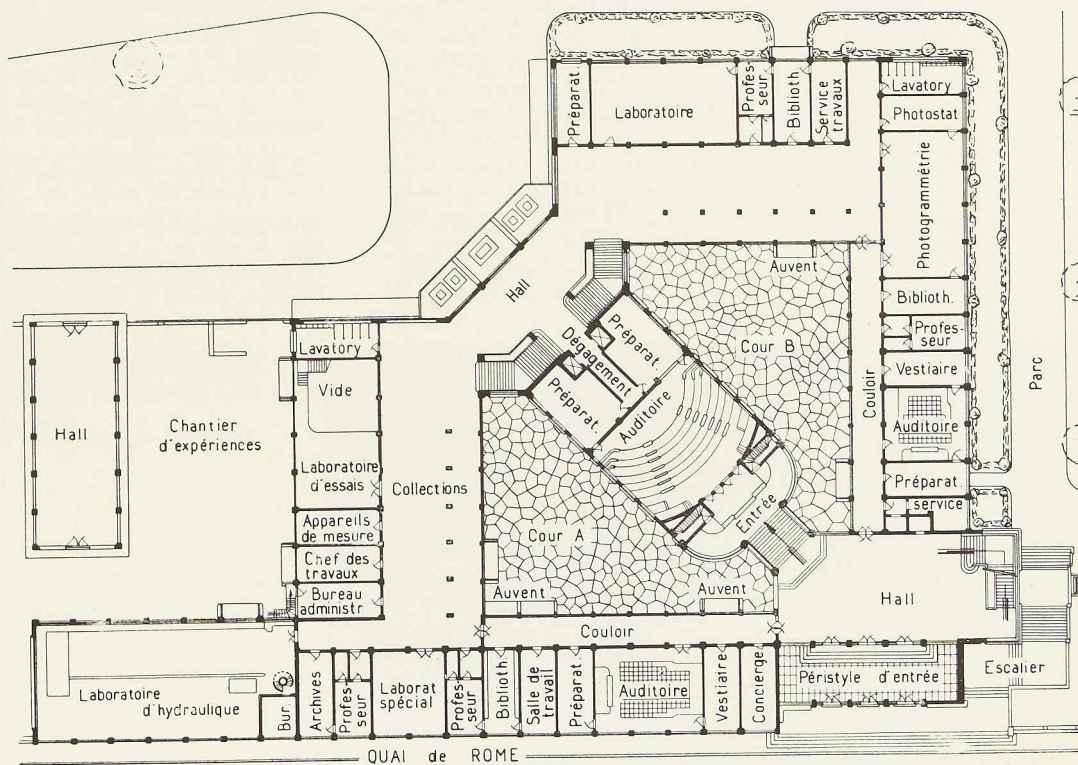 Préparat
Laboratoire
Profes-
seur
Biblioth
Service
travaux
Lavatory
Photostat
Photogrammétrie
Auvent
Biblioth.
Profes-
seur
Vestiaire
Auditoire
Préparat.
service
Couloir
Parc
Hall
Cour B
Préparat.
Dégagement
Préparat.
Auditoire
Entrée
Lavatory
Vide
Laboratoire
d'essais
Collections
Appareils
de mesure
Chef des
travaux
Bureau
administr
Hall
Chantier
d'expériences
Cour A
Auvent
Auvent
Hall
Couloir
Laboratoire
d'hydraulique
Bur.
Archives
Profes-
seur
Laborat
spécial
Profes-
seur
Biblioth
Salle de
travail
Préparat.
Auditoire
Vestiaire
Concierge
Péristyle d'entrée
Escalier
QUAI de ROME